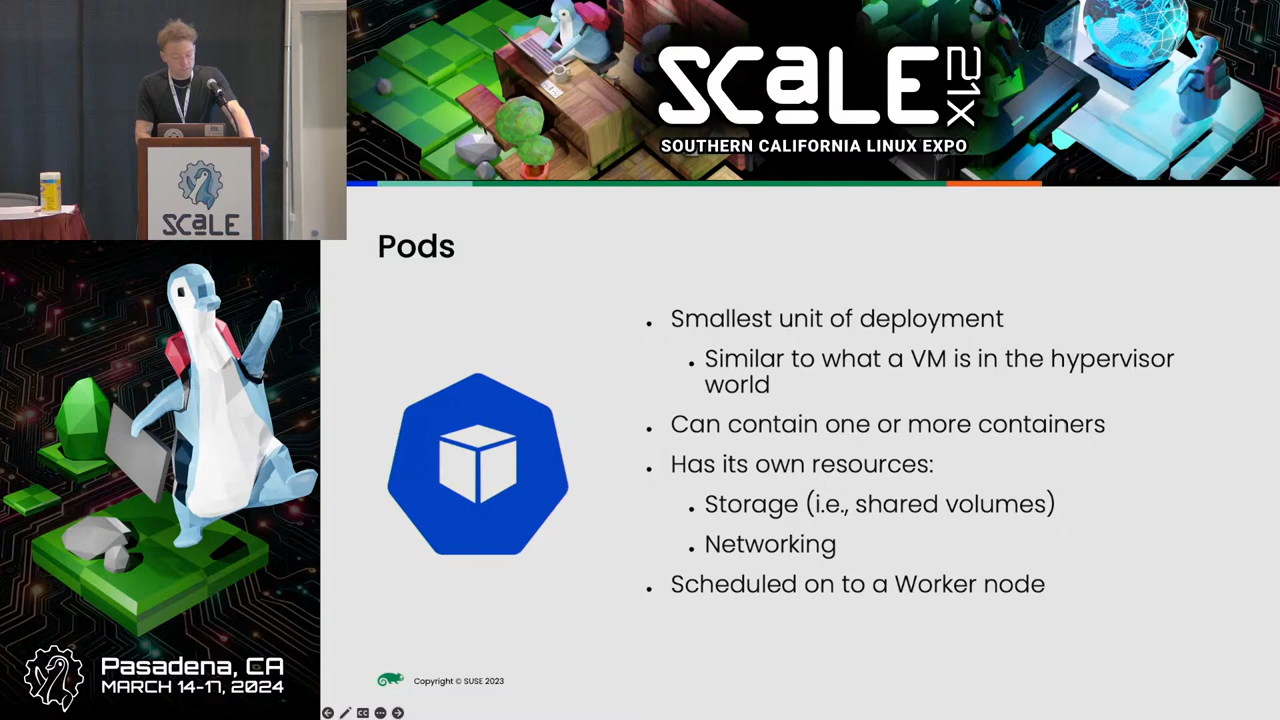 SCALE 21X
SOUTHERN CALIFORNIA LINUX EXPO
SCALE
Pods
Smallest unit of deployment
Similar to what a VM is in the hypervisor
world
Can contain one or more containers
Has its own resources:
Storage (i.e., shared volumes)
Networking
Scheduled on to a Worker node
Pasadena, CA
MARCH 14-17, 2024
Copyright © SUSE 2023
CC